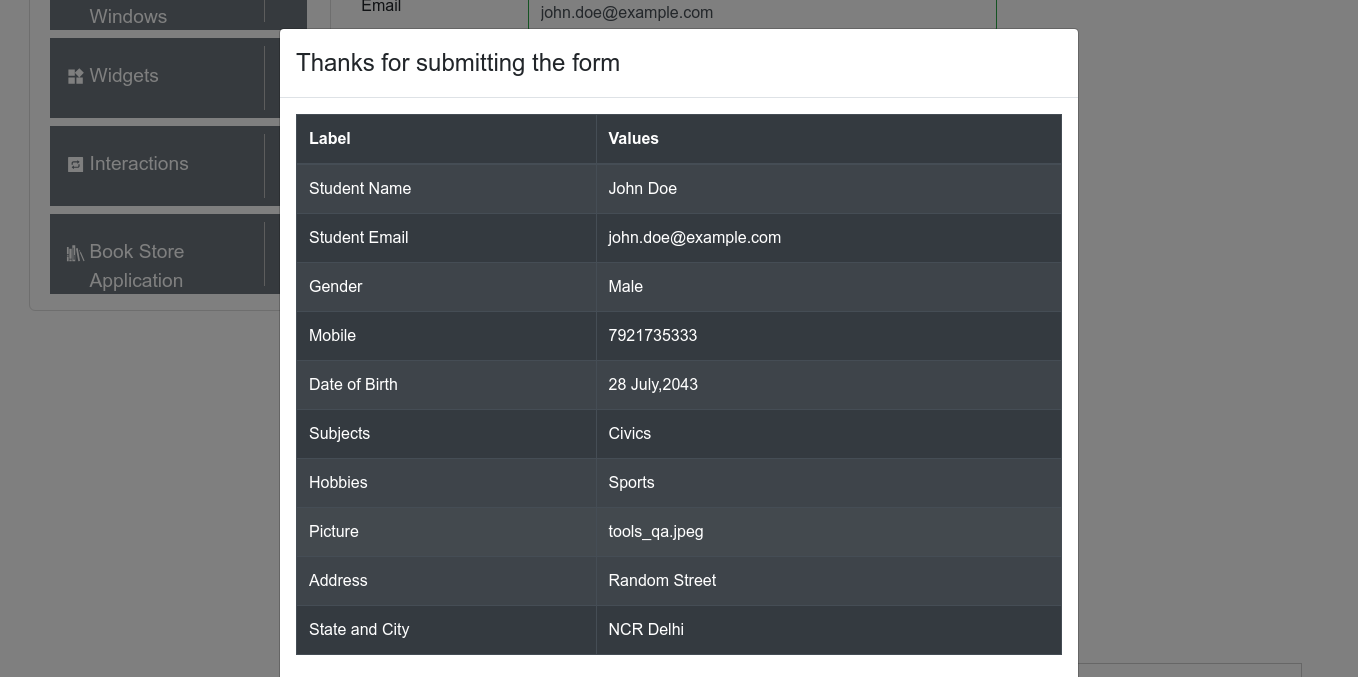 Windows
Widgets
Interactions
Book Store
Application
Email
john.doe@example.com
Thanks for submitting the form
Label Values
Student Name John Doe
Student Email john.doe@example.com
Gender Male
Mobile 7921735333
Date of Birth 28 July,2043
Subjects Civics
Hobbies Sports
Picture tools_qa.jpeg
Address Random Street
State and City NCR Delhi